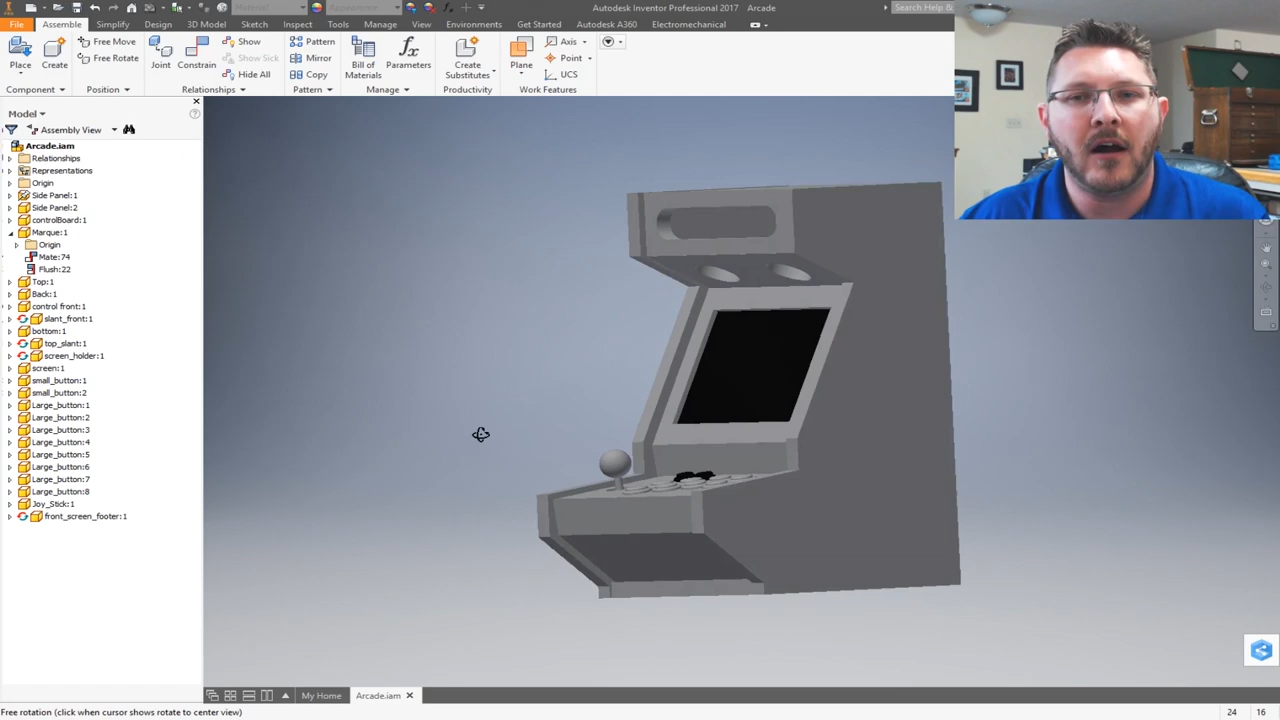 Material
Appearance
Autodesk Inventor Professional 2017 Arcade
Search Help &
File
Assemble
Simplify
Design
3D Model
Sketch
Inspect
Tools
Manage
View
Environments
Get Started
Autodesk A360
Electromechanical
Place
Create
Free Move
Free Rotate
Joint
Constrain
Show
Show Sick
Hide All
Pattern
Mirror
Copy
Bill of
Materials
Parameters
Create
Substitutes
Plane
Axis
Point
UCS
Component
Position
Relationships
Pattern
Manage
Productivity
Work Features
Model
Assembly View
Arcade.iam
Relationships
Representations
Origin
Side Panel:1
Side Panel:2
controlBoard:1
Marque:1
Origin
Mate:74
Flush:22
Top:1
Back:1
control front:1
slant_front:1
bottom:1
top_slant:1
screen_holder:1
screen:1
small_button:1
small_button:2
Large_button:1
Large_button:2
Large_button:3
Large_button:4
Large_button:5
Large_button:6
Large_button:7
Large_button:8
Joy_Stick:1
front_screen_footer:1
My Home
Arcade.iam
Free rotation (click when cursor shows rotate to center view)
24 16